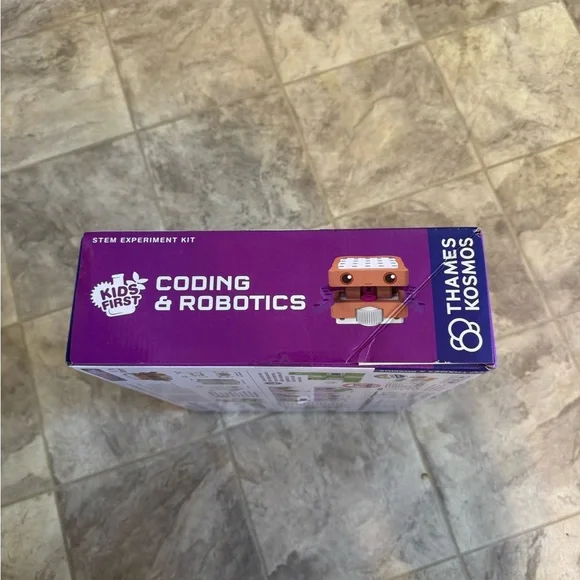 STEM EXPERIMENT KIT
KIDS
FIRST
CODING
& ROBOTICS
THAMES
KOSMOS